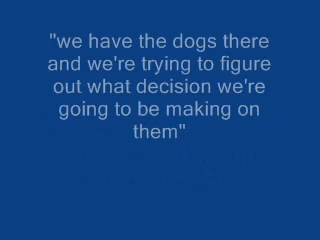 "we have the dogs there
and we're trying to figure
out what decision we're
going to be making on
them"